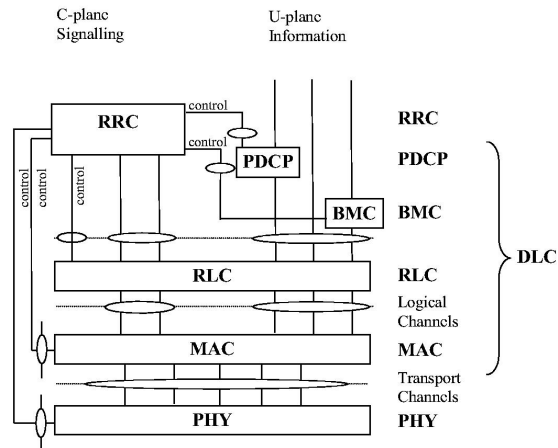 C-plane
Signalling
U-plane
Information
control
RRC
RRC
control
PDCP
PDCP
control
control
control
BMC
BMC
DLC
RLC
RLC
Logical
Channels
MAC
MAC
Transport
Channels
PHY
PHY